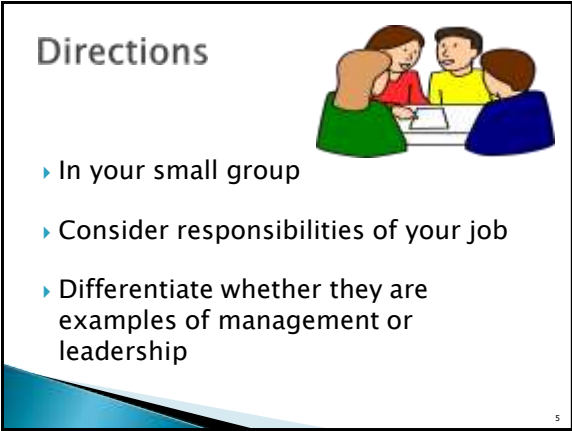 Directions
In your small group
Consider responsibilities of your job
Differentiate whether they are
examples of management or
leadership
5